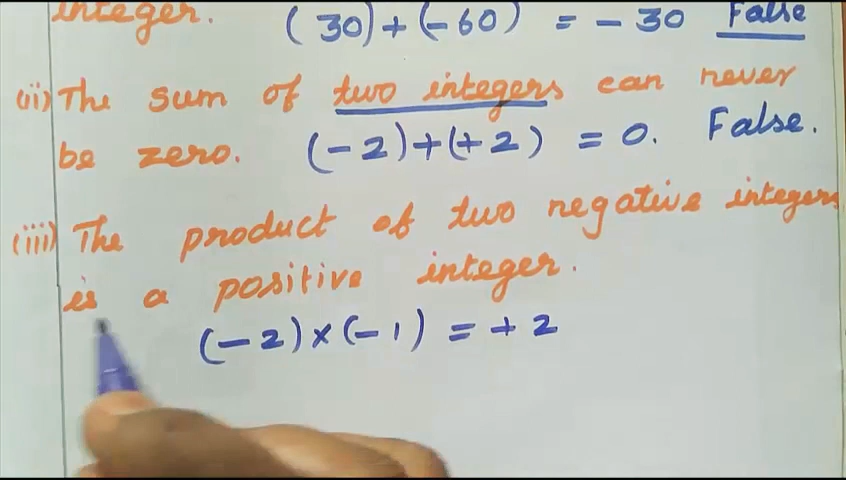 integer. (30)+(-60) = -30 False
(ii) The sum of two integers can never
be zero. (-2)+(+2) = 0. False.
(iii) The product of two negative integers
is a positive integer.
(-2)×(-1) = +2